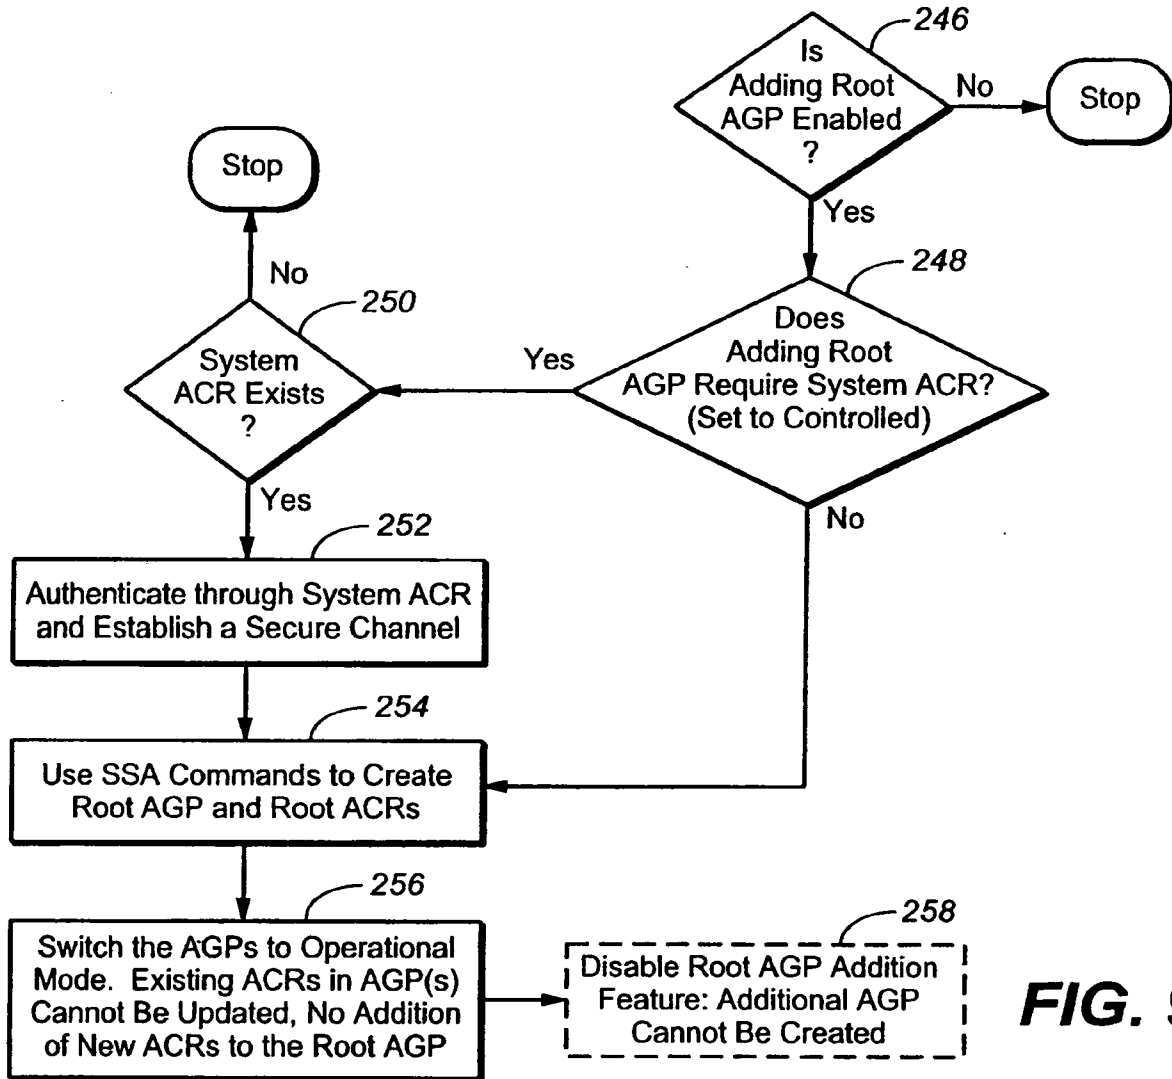 246
Is
Adding Root
AGP Enabled
?
No
Stop
Yes
248
Does
Adding Root
AGP Require System ACR?
(Set to Controlled)
Yes
No
Stop
No
250
System
ACR Exists
?
Yes
252
Authenticate through System ACR
and Establish a Secure Channel
254
Use SSA Commands to Create
Root AGP and Root ACRs
256
Switch the AGPs to Operational
Mode. Existing ACRs in AGP(s)
Cannot Be Updated, No Addition
of New ACRs to the Root AGP
258
Disable Root AGP Addition
Feature: Additional AGP
Cannot Be Created
FIG.